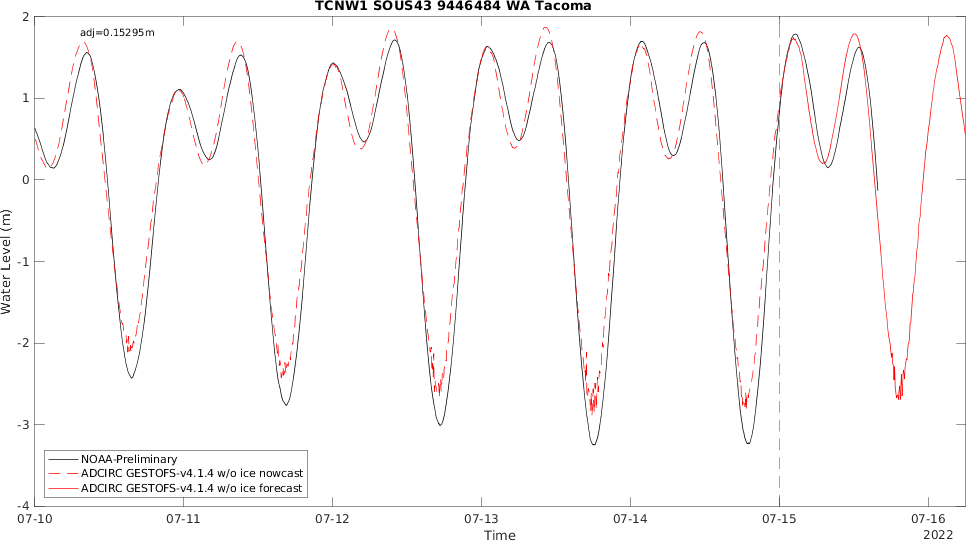 TCNW1 SOUS43 9446484 WA Tacoma
adj=0.15295m
2
1
0
-1
-2
-3
-4
Water Level (m)
NOAA-Preliminary
ADCIRC GESTOFS-v4.1.4 w/o ice nowcast
ADCIRC GESTOFS-v4.1.4 w/o ice forecast
07-10 07-11 07-12 07-13 07-14 07-15 07-16
Time
2022